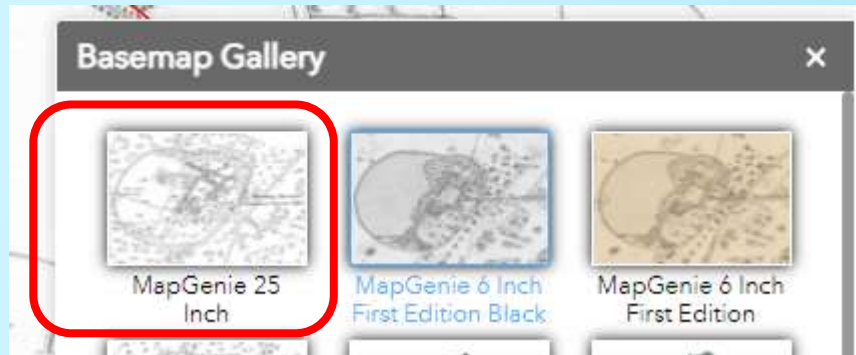 Basemap Gallery ×
MapGenie 25
Inch
MapGenie 6 Inch
First Edition Black
MapGenie 6 Inch
First Edition